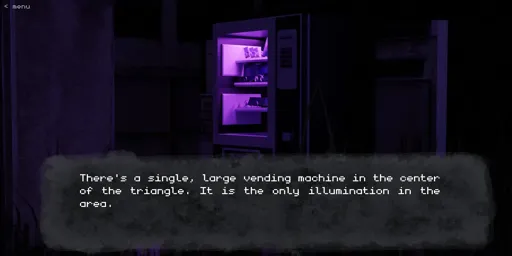 < menu
There's a single, large vending machine in the center
of the triangle. It is the only illumination in the
area.